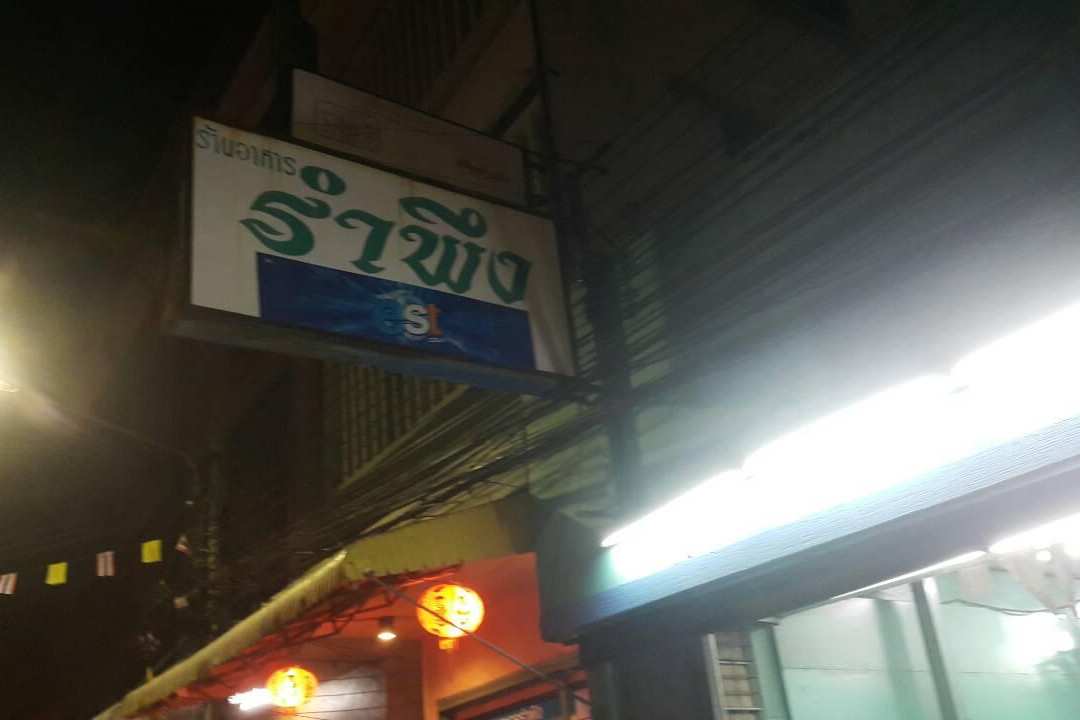 ร้านอาหาร
รำพึง
est